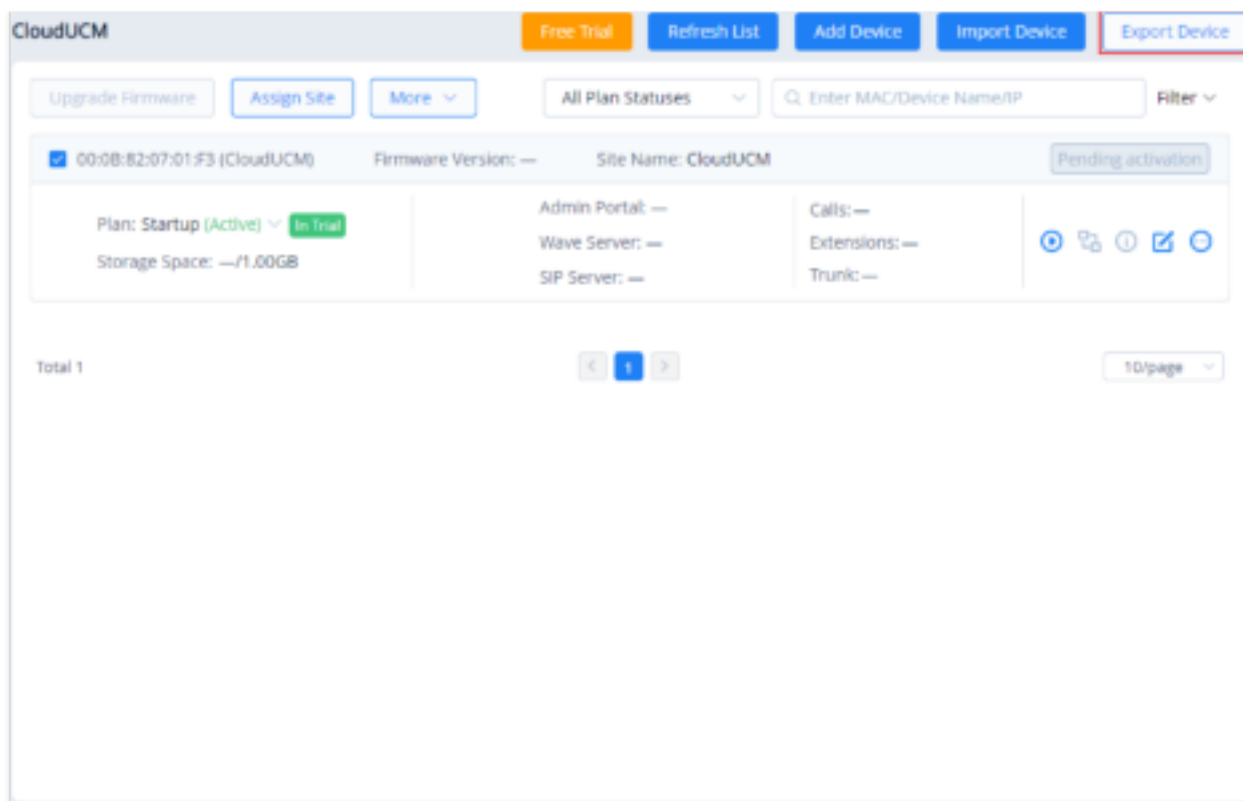 CloudUCM Free Trial Refresh List Add Device Import Device Export Device
Upgrade Firmware Assign Site More All Plan Statuses Enter MAC/Device Name/IP Filter
00:0B:82:07:01:F3 (CloudUCM) Firmware Version: — Site Name: CloudUCM Pending activation
Plan: Startup (Active) In Trial
Storage Space: —/1.00GB
Admin Portal: —
Wave Server: —
SIP Server: —
Calls: —
Extensions: —
Trunk: —
Total 1 < 1 > 10/page